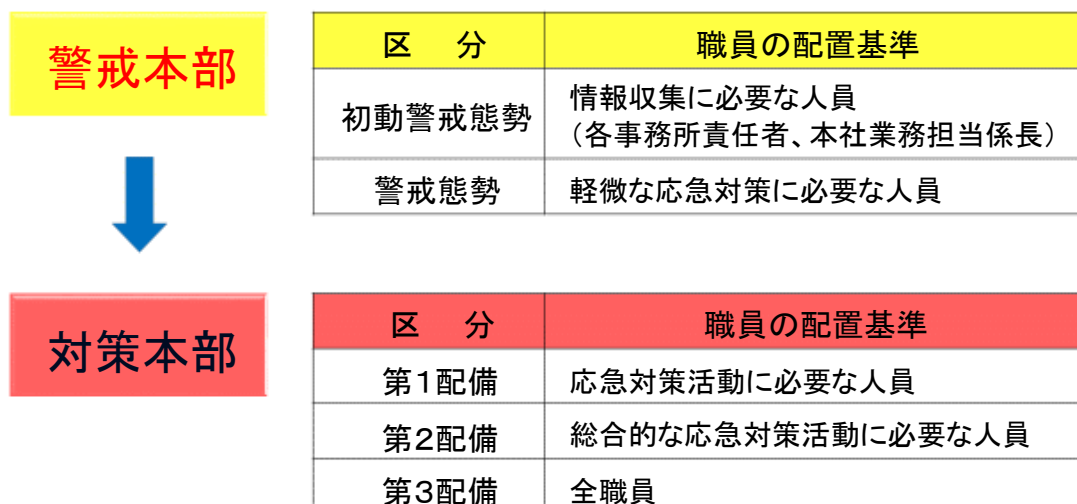 警戒本部
区　分　職員の配置基準
初動警戒態勢　情報収集に必要な人員
（各事務所責任者、本社業務担当係長）
警戒態勢　軽微な応急対策に必要な人員
対策本部
区　分　職員の配置基準
第１配備　応急対策活動に必要な人員
第２配備　総合的な応急対策活動に必要な人員
第３配備　全職員